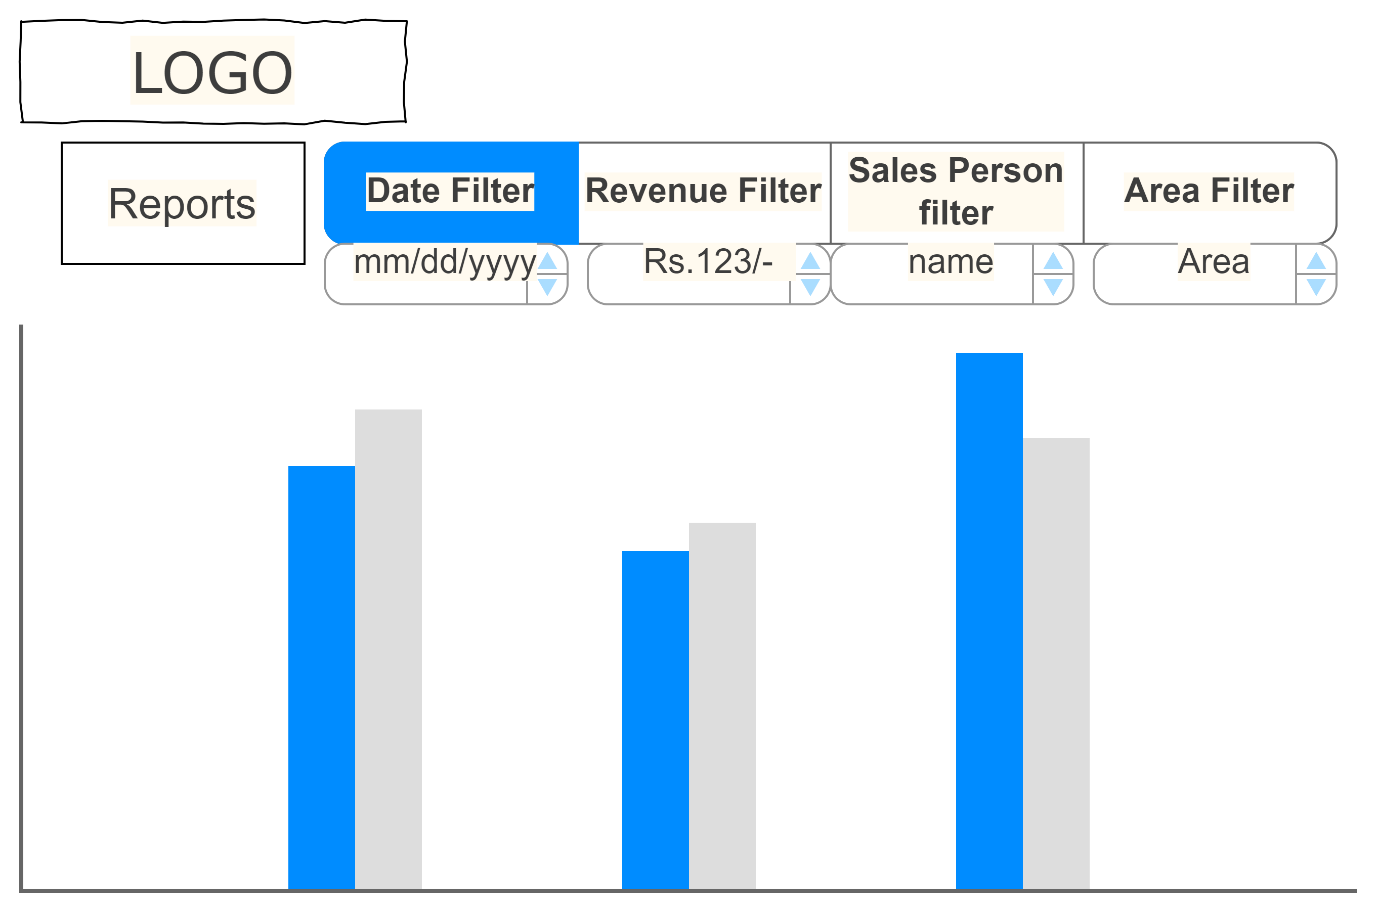 LOGO
Reports
Date Filter
Revenue Filter
Sales Person
filter
Area Filter
mm/dd/yyyy
Rs.123/-
name
Area